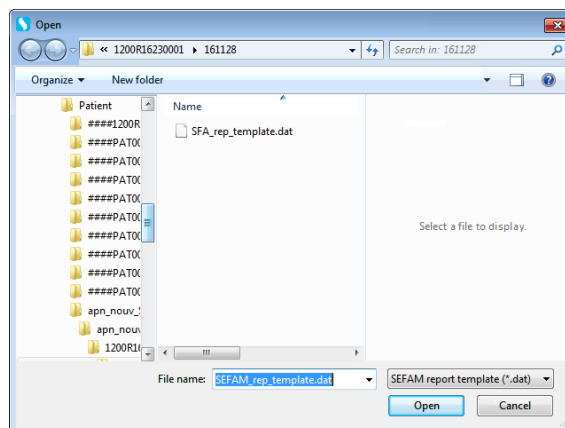 Open
« 1200R16230001 ▸ 161128
Search in: 161128
Organize
New folder
Patient
####1200R
####PAT00
####PAT00
####PAT00
####PAT00
####PAT00
####PAT00
####PAT00
####PAT00
####PAT00
apn_nouv_S
apn_nouv
1200R16
Name
SFA_rep_template.dat
Select a file to display.
File name:
SEFAM_rep_template.dat
SEFAM report template (*.dat)
Open
Cancel